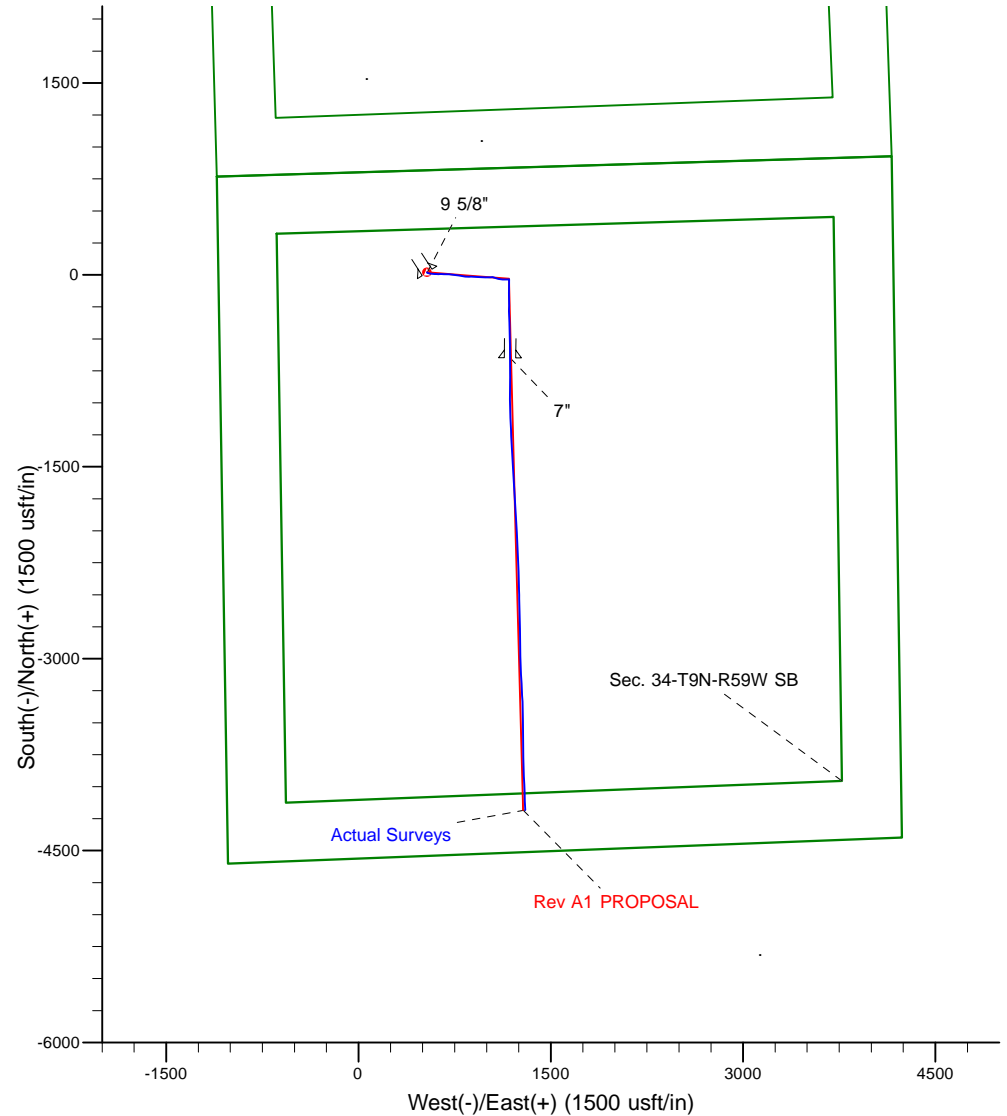 1500
0
-1500
-3000
-4500
-6000
South(-)/North(+) (1500 usft/in)
9 5/8"
7"
Sec. 34-T9N-R59W SB
Actual Surveys
Rev A1 PROPOSAL
-1500
0
1500
3000
4500
West(-)/East(+) (1500 usft/in)